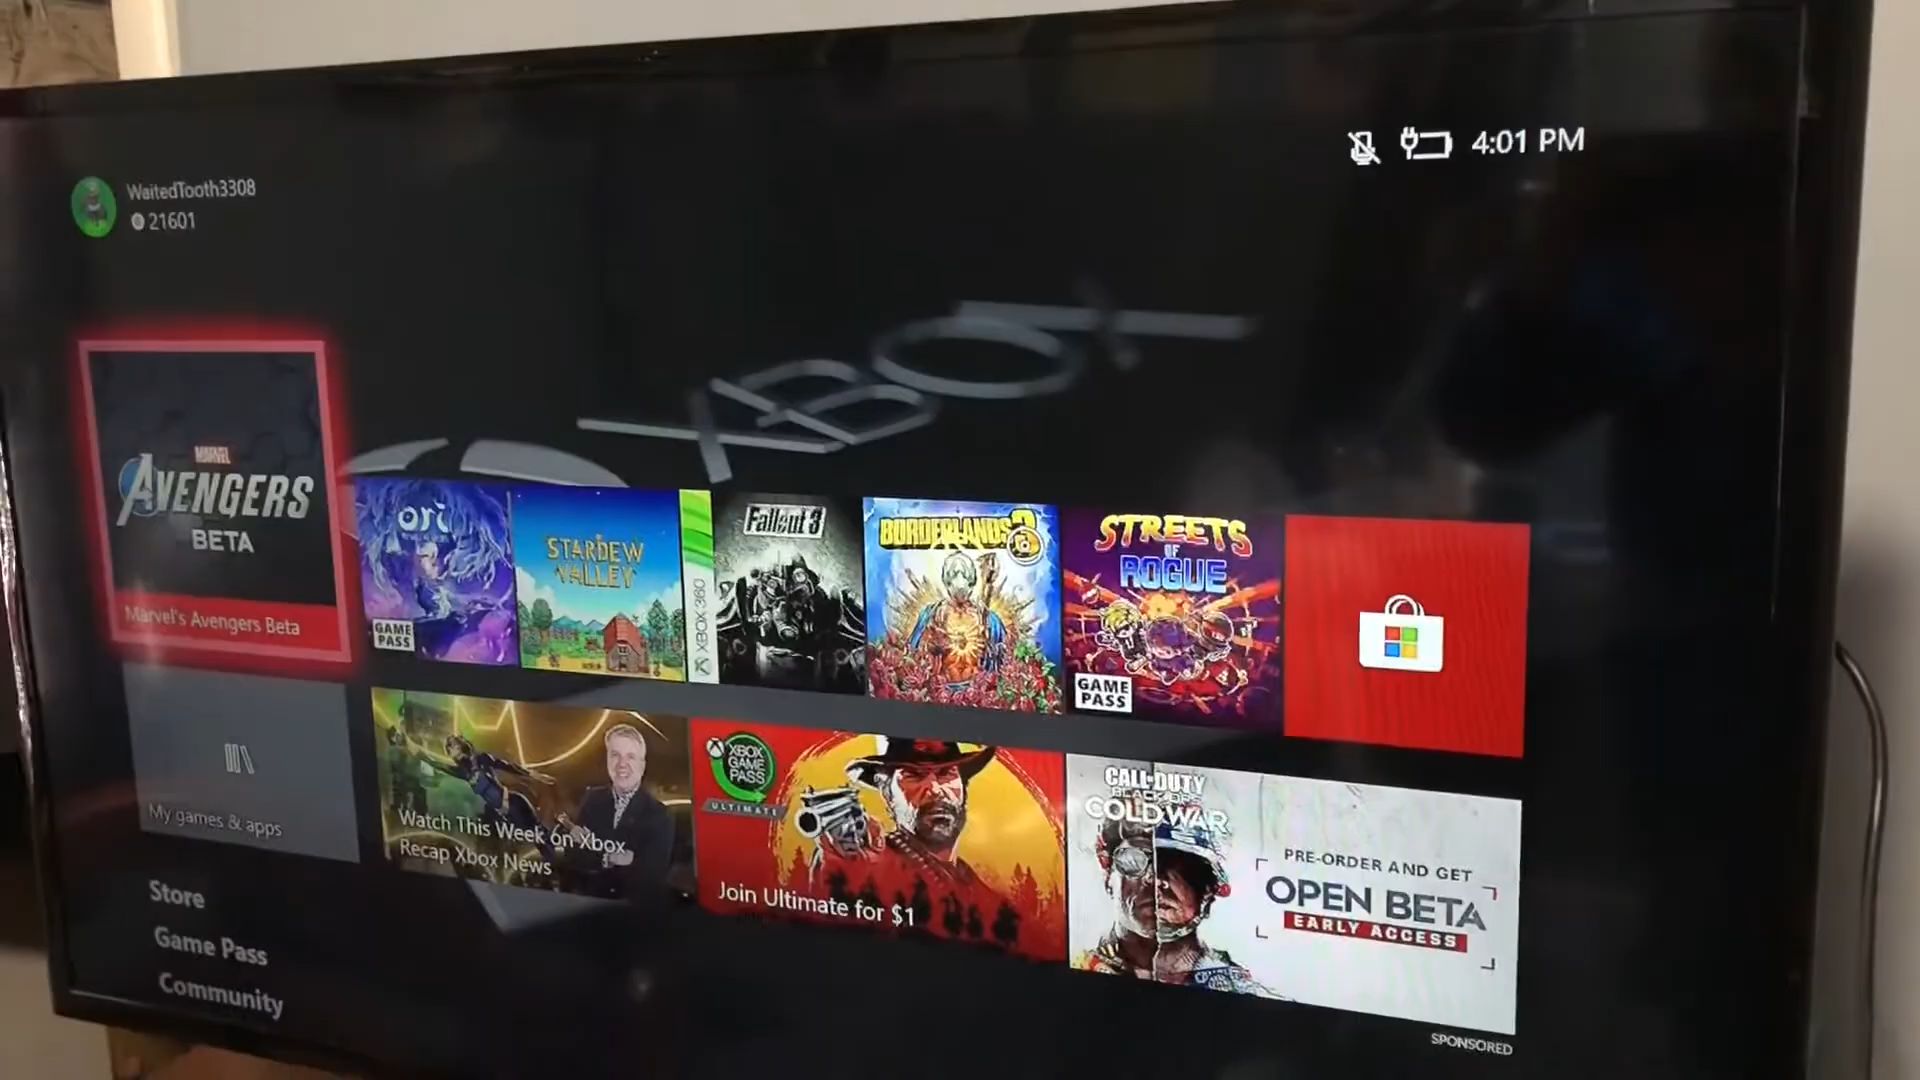 4:01 PM
WaitedTooth3308
21601
XBOX
MARVEL
AVENGERS
BETA
Marvel's Avengers Beta
ori
GAME
PASS
STARDEW
VALLEY
XBOX 360
Fallout 3
BORDERLANDS 3
STREETS
OF
ROGUE
GAME
PASS
My games & apps
Watch This Week on Xbox
Recap Xbox News
XBOX
GAME
PASS
ULTIMATE
Join Ultimate for $1
CALL OF DUTY
BLACK OPS
COLD WAR
PRE-ORDER AND GET
OPEN BETA
EARLY ACCESS
SPONSORED
Store
Game Pass
Community